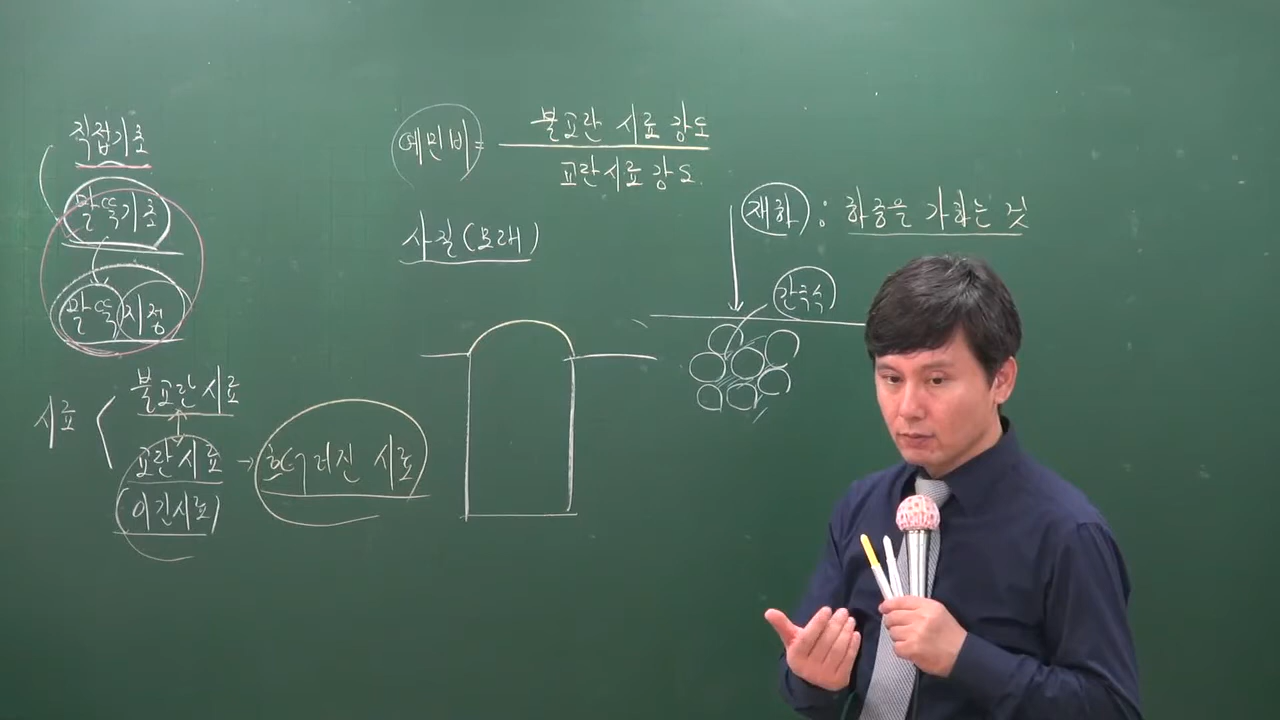 직접기초
말뚝기초
말뚝지정
시료
불교란 시료
교란시료
(이긴시료)
→ 흐트러진 시료
예민비 =
불교란 시료 강도
교란시료 강도
사질(모래)
재하 : 하중을 가하는 것
간극수